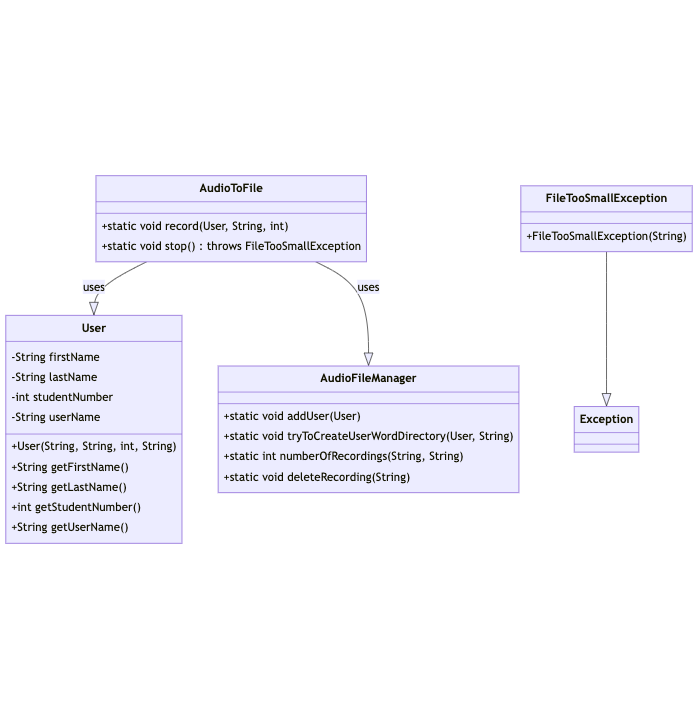 AudioToFile
+static void record(User, String, int)
+static void stop() : throws FileTooSmallException
FileTooSmallException
+FileTooSmallException(String)
uses
uses
User
-String firstName
-String lastName
-int studentNumber
-String userName
+User(String, String, int, String)
+String getFirstName()
+String getLastName()
+int getStudentNumber()
+String getUserName()
AudioFileManager
+static void addUser(User)
+static void tryToCreateUserWordDirectory(User, String)
+static int numberOfRecordings(String, String)
+static void deleteRecording(String)
Exception